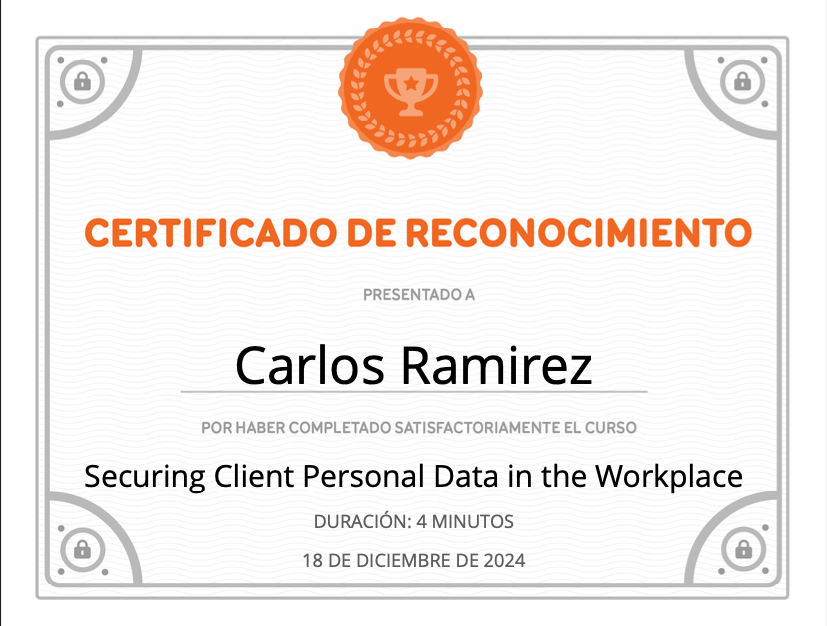 CERTIFICADO DE RECONOCIMIENTO
PRESENTADO A
Carlos Ramirez
POR HABER COMPLETADO SATISFACTORIAMENTE EL CURSO
Securing Client Personal Data in the Workplace
DURACIÓN: 4 MINUTOS
18 DE DICIEMBRE DE 2024